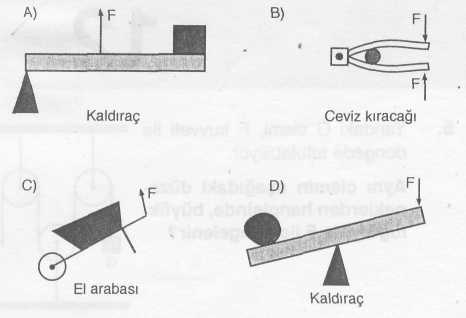 A)
F
Kaldıraç
B)
F
F
Ceviz kıracağı
C)
F
El arabası
D)
F
Kaldıraç